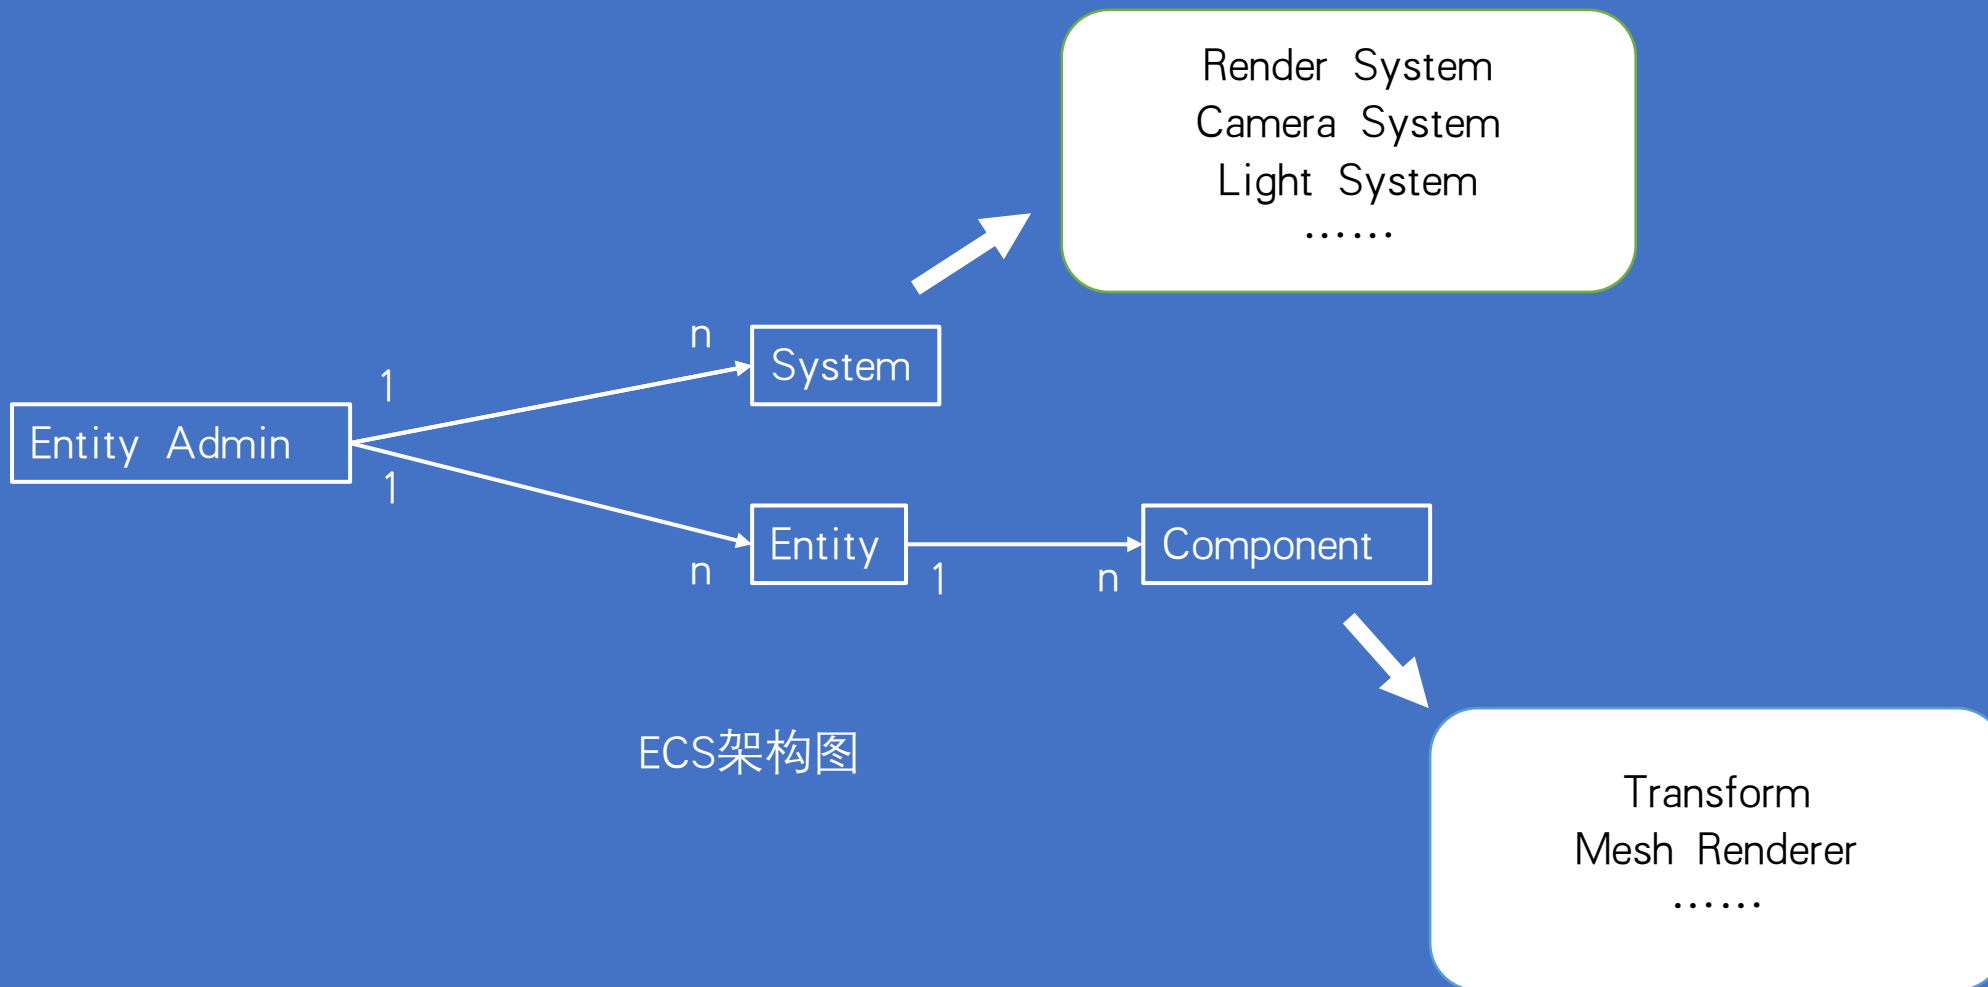 Render System
Camera System
Light System
......
n
System
1
Entity Admin
1
Entity
n
1
n
Component
ECS架构图
Transform
Mesh Renderer
......